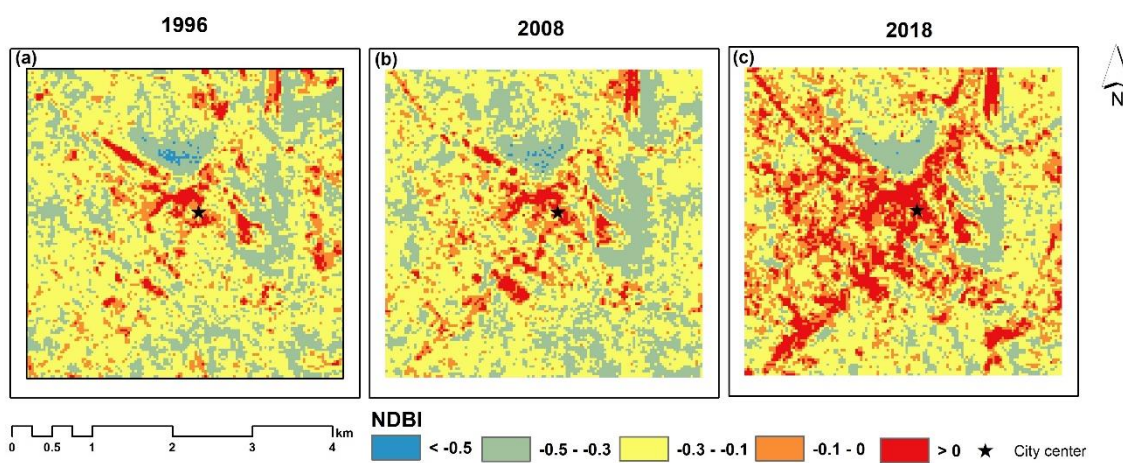 1996
2008
2018
(a)
(b)
(c)
N
0 0.5 1 2 3 4 km
NDBI
< -0.5 -0.5 - -0.3 -0.3 - -0.1 -0.1 - 0 > 0 City center